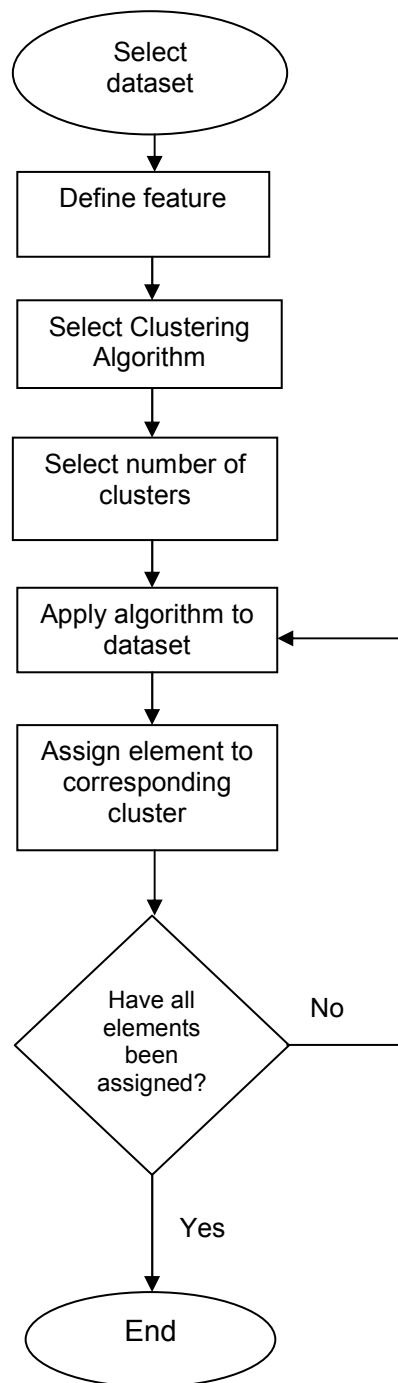 Select
dataset
Define feature
Select Clustering
Algorithm
Select number of
clusters
Apply algorithm to
dataset
Assign element to
corresponding
cluster
Have all
elements
been
assigned?
No
Yes
End